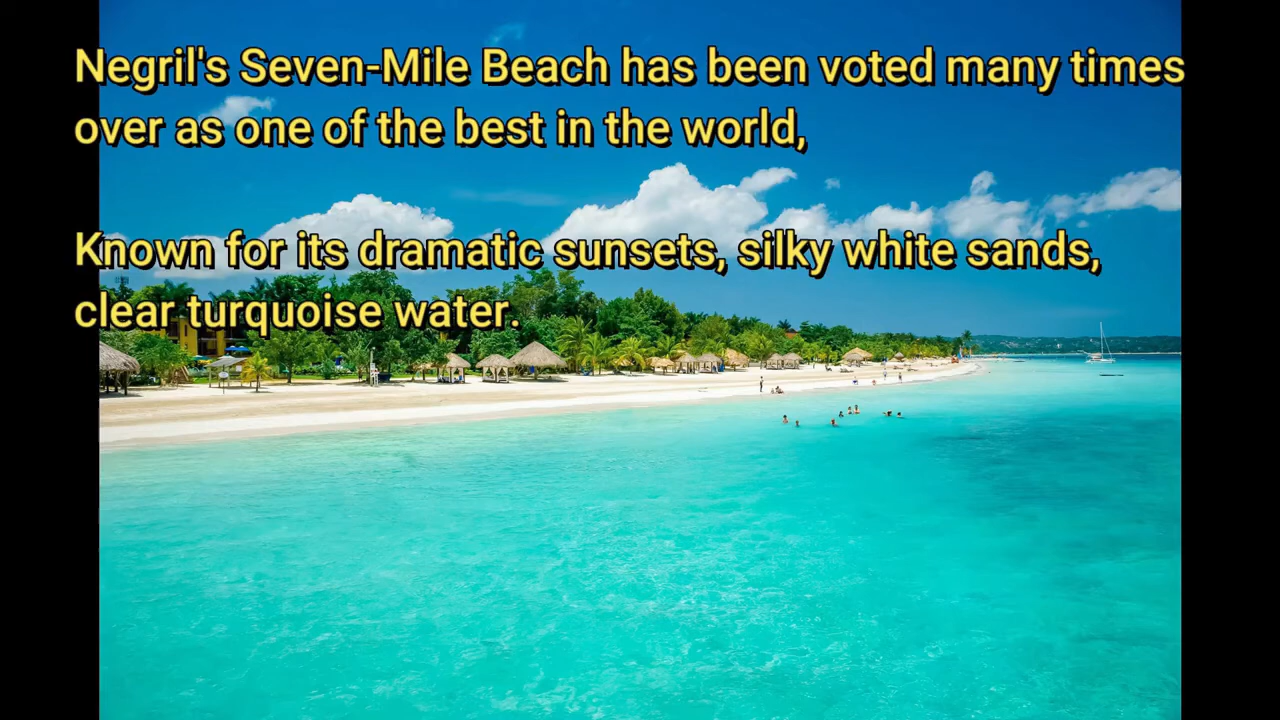 Negril's Seven-Mile Beach has been voted many times
over as one of the best in the world,
Known for its dramatic sunsets, silky white sands,
clear turquoise water.